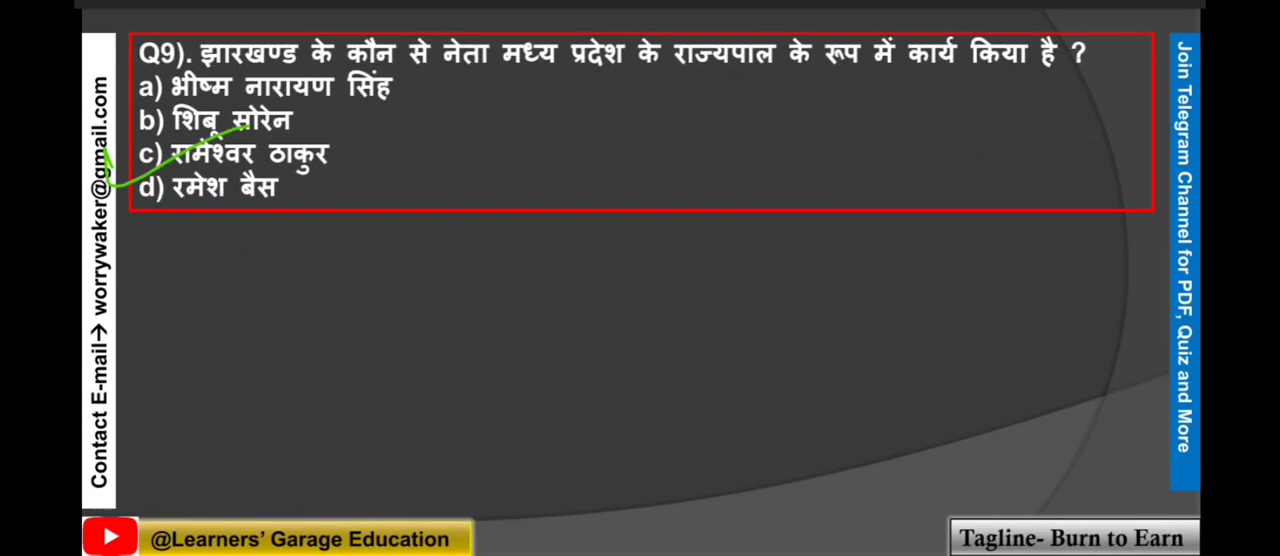 Q9). झारखण्ड के कौन से नेता मध्य प्रदेश के राज्यपाल के रूप में कार्य किया है ?
a) भीष्म नारायण सिंह
b) शिबू सोरेन
c) रामेश्वर ठाकुर
d) रमेश बैस
Contact E-mail→ worrywaker@gmail.com
Join Telegram Channel for PDF, Quiz and More
@Learners’ Garage Education
Tagline- Burn to Earn